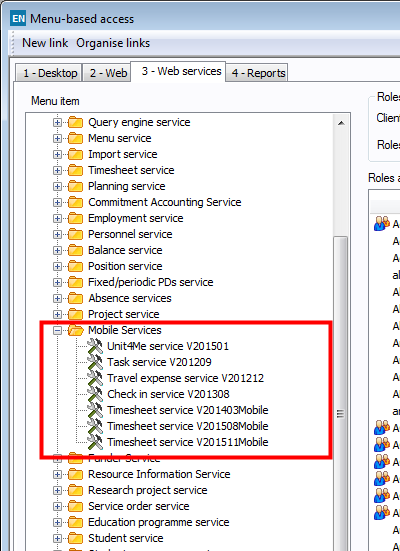 EN Menu-based access
New link Organise links
1 - Desktop 2 - Web 3 - Web services 4 - Reports
Menu item
Roles
Client
Roles
Roles a
Query engine service
Menu service
Import service
Timesheet service
Planning service
Commitment Accounting Service
Employment service
Personnel service
Balance service
Position service
Fixed/periodic PDs service
Absence services
Project service
Mobile Services
Unit4Me service V201501
Task service V201209
Travel expense service V201212
Check in service V201308
Timesheet service V201403Mobile
Timesheet service V201508Mobile
Timesheet service V201511Mobile
Funder Service
Resource Information Service
Research project service
Service order service
Education programme service
Student service